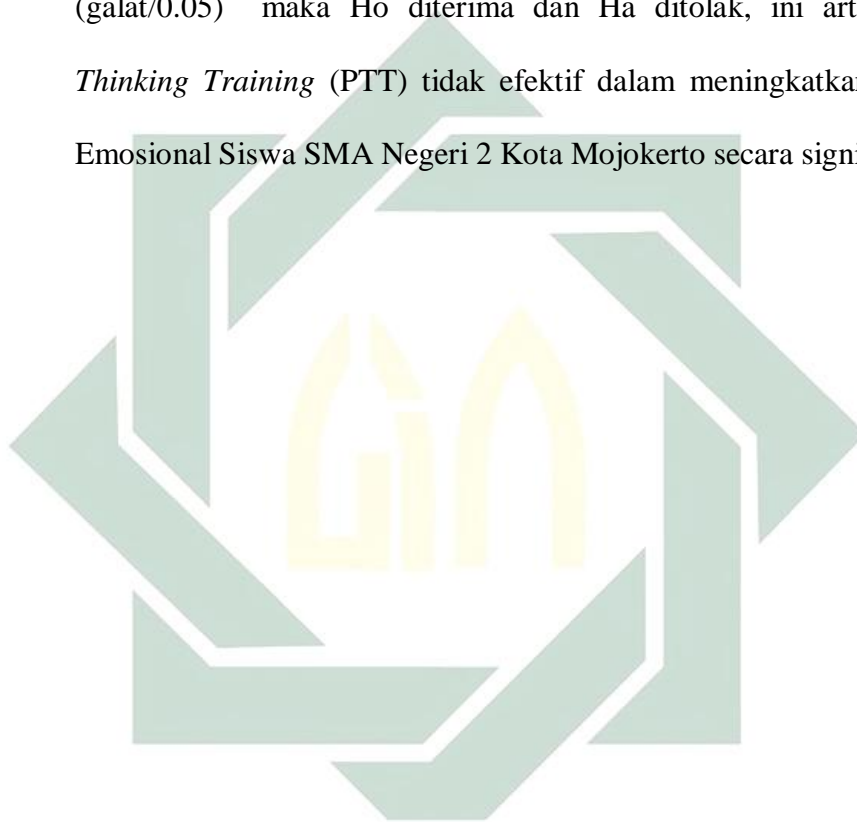 (galat/0.05) maka Ho diterima dan Ha ditolak, ini art
Thinking Training (PTT) tidak efektif dalam meningkatkan
Emosional Siswa SMA Negeri 2 Kota Mojokerto secara signi